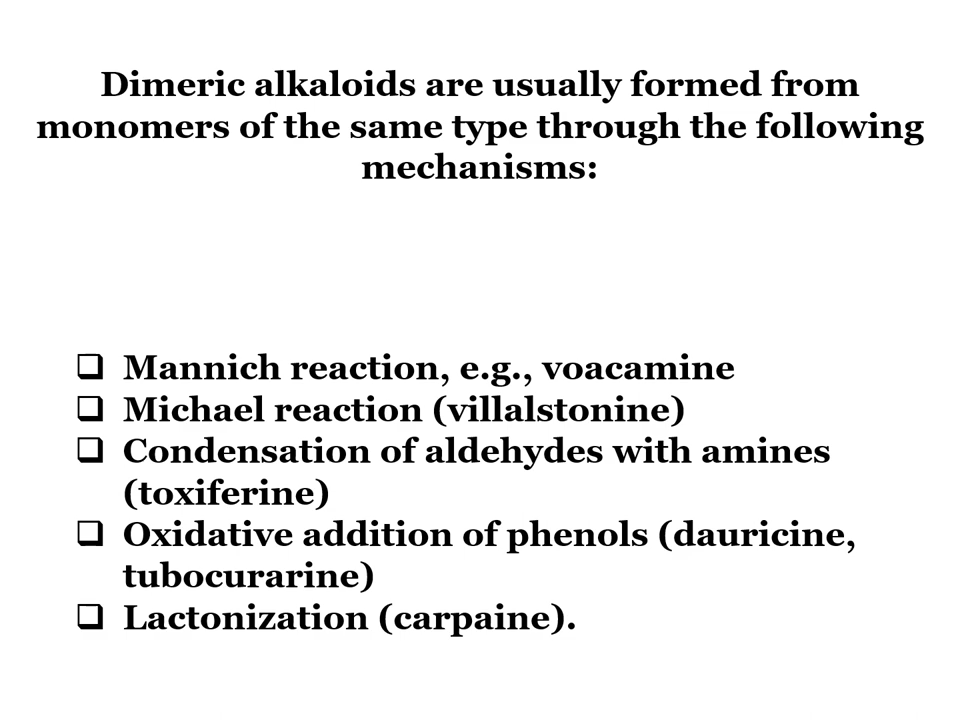 Dimeric alkaloids are usually formed from
monomers of the same type through the following
mechanisms:
❑ Mannich reaction, e.g., voacamine
❑ Michael reaction (villalstonine)
❑ Condensation of aldehydes with amines
(toxiferine)
❑ Oxidative addition of phenols (dauricine,
tubocurarine)
❑ Lactonization (carpaine).